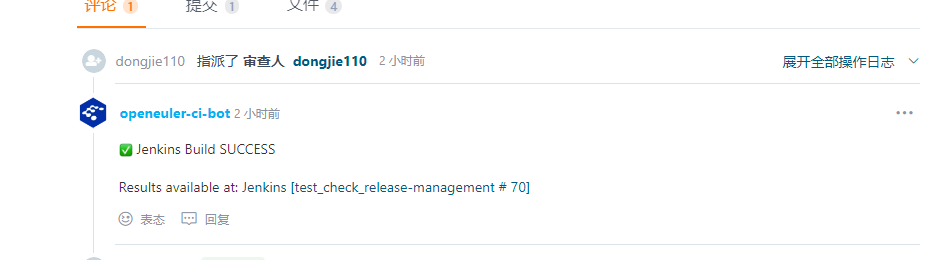 评论 1 提交 1 文件 4
dongjie110 指派了 审查人 dongjie110 2 小时前 展开全部操作日志
openeuler-ci-bot 2 小时前
Jenkins Build SUCCESS
Results available at: Jenkins [test_check_release-management # 70]
表态 回复